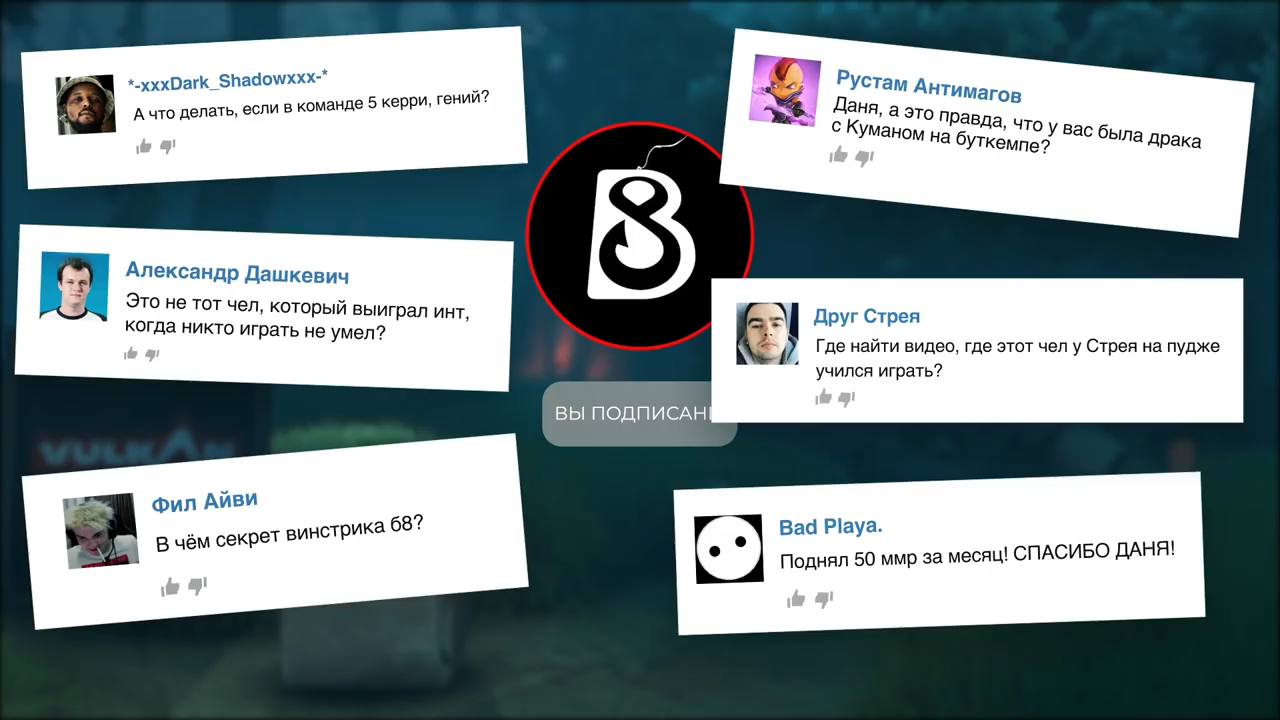 *-xxxDark_Shadowxxx-*
А что делать, если в команде 5 керри, гений?
Рустам Антимагов
Даня, а это правда, что у вас была драка
с Куманом на буткемпе?
B8
Александр Дашкевич
Это не тот чел, который выиграл инт,
когда никто играть не умел?
Друг Стрея
Где найти видео, где этот чел у Стрея на пудже
учился играть?
ВЫ ПОДПИСАН
VULKAN
Фил Айви
В чём секрет винстрика б8?
Bad Playa.
Поднял 50 ммр за месяц! СПАСИБО ДАНЯ!